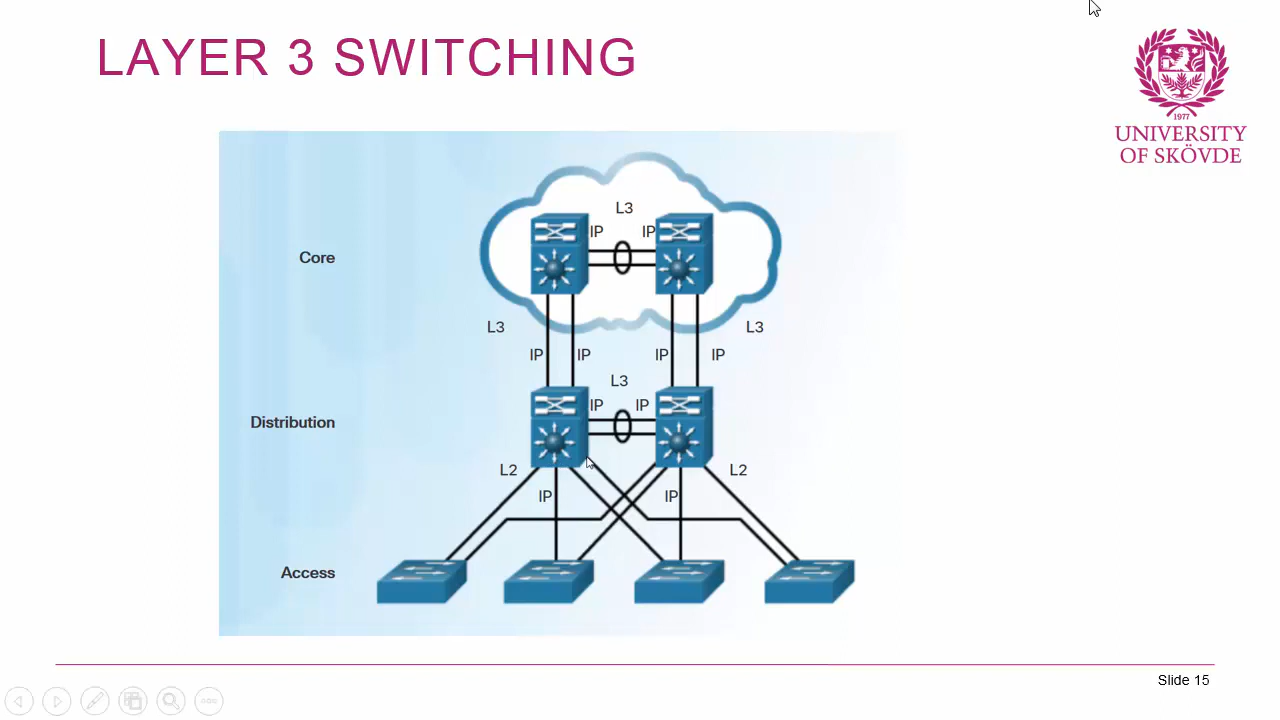 LAYER 3 SWITCHING
1977
UNIVERSITY
OF SKÖVDE
L3
IP IP
Core
L3 L3
IP IP IP IP
L3
IP IP
Distribution
L2 L2
IP IP
Access
Slide 15